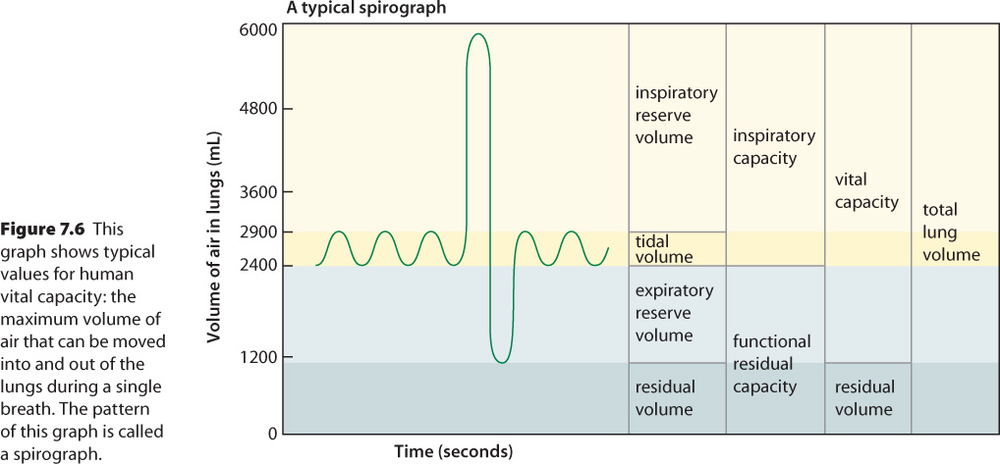 A typical spirograph
Volume of air in lungs (mL)
6000
4800
3600
2900
2400
1200
0
Time (seconds)
inspiratory
reserve
volume
tidal
volume
expiratory
reserve
volume
residual
volume
inspiratory
capacity
functional
residual
capacity
vital
capacity
residual
volume
total
lung
volume
Figure 7.6 This
graph shows typical
values for human
vital capacity: the
maximum volume of
air that can be moved
into and out of the
lungs during a single
breath. The pattern
of this graph is called
a spirograph.